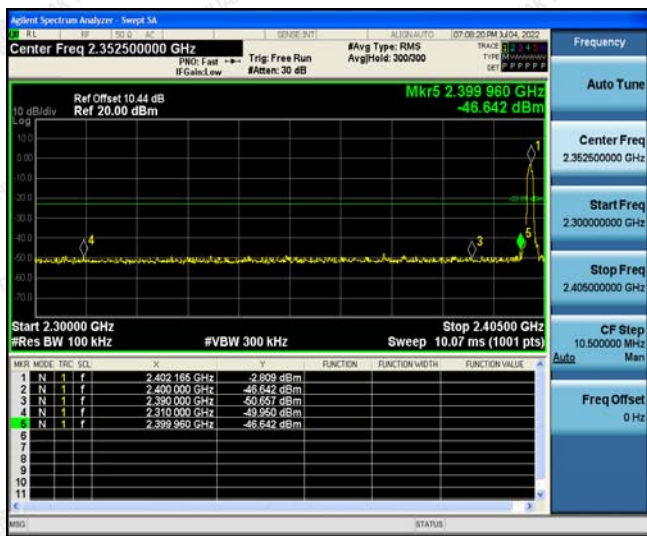 Agilent Spectrum Analyzer - Swept SA
RL RF 50 Ω AC SENSE:INT ALIGN AUTO 07:08:20 PM Jul 04, 2022
Center Freq 2.352500000 GHz
PNO: Fast
IFGain:Low
Trig: Free Run
#Atten: 30 dB
#Avg Type: RMS
Avg|Hold: 300/300
TRACE 1 2 3 4 5 6
TYPE M
DET P P P P P P
Ref Offset 10.44 dB
10 dB/div Ref 20.00 dBm
Log
Mkr5 2.399 960 GHz
-46.642 dBm
10.0
0.00
-10.0
-20.0
-30.0
-40.0
-50.0
-60.0
-70.0
1
4
3
5
Start 2.30000 GHz Stop 2.40500 GHz
#Res BW 100 kHz #VBW 300 kHz Sweep 10.07 ms (1001 pts)
MKR MODE TRC SCL X Y FUNCTION FUNCTION WIDTH FUNCTION VALUE
1 N 1 f 2.402 165 GHz -2.809 dBm
2 N 1 f 2.400 000 GHz -46.642 dBm
3 N 1 f 2.390 000 GHz -50.657 dBm
4 N 1 f 2.310 000 GHz -49.950 dBm
5 N 1 f 2.399 960 GHz -46.642 dBm
6
7
8
9
10
11
MSG STATUS
Frequency
Auto Tune
Center Freq
2.352500000 GHz
Start Freq
2.300000000 GHz
Stop Freq
2.405000000 GHz
CF Step
10.500000 MHz
Auto Man
Freq Offset
0 Hz